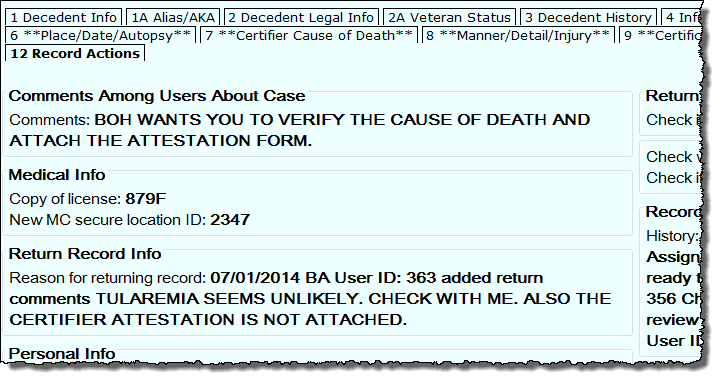 1 Decedent Info 1A Alias/AKA 2 Decedent Legal Info 2A Veteran Status 3 Decedent History 4
6 **Place/Date/Autopsy** 7 **Certifier Cause of Death** 8 **Manner/Detail/Injury** 9
12 Record Actions
Comments Among Users About Case
Comments: BOH WANTS YOU TO VERIFY THE CAUSE OF DEATH AND
ATTACH THE ATTESTATION FORM.
Medical Info
Copy of license: 879F
New MC secure location ID: 2347
Return Record Info
Reason for returning record: 07/01/2014 BA User ID: 363 added return
comments TULAREMIA SEEMS UNLIKELY. CHECK WITH ME. ALSO THE
CERTIFIER ATTESTATION IS NOT ATTACHED.
Personal Info
Return
Check
Check
Check
Record
History:
Assign
ready
356
review
User ID